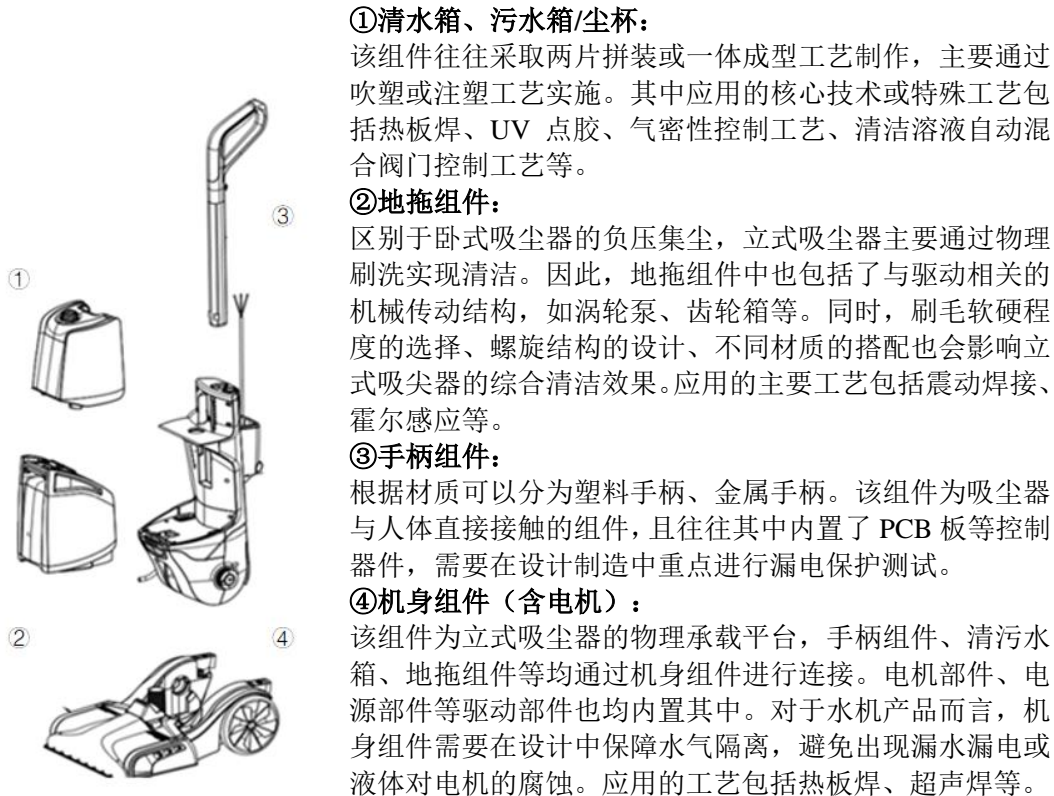 ①清水箱、污水箱/尘杯：
该组件往往采取两片拼装或一体成型工艺制作，主要通过
吹塑或注塑工艺实施。其中应用的核心技术或特殊工艺包
括热板焊、UV 点胶、气密性控制工艺、清洁溶液自动混
合阀门控制工艺等。
②地拖组件：
区别于卧式吸尘器的负压集尘，立式吸尘器主要通过物理
刷洗实现清洁。因此，地拖组件中也包括了与驱动相关的
机械传动结构，如涡轮泵、齿轮箱等。同时，刷毛软硬程
度的选择、螺旋结构的设计、不同材质的搭配也会影响立
式吸尖器的综合清洁效果。应用的主要工艺包括震动焊接、
霍尔感应等。
③手柄组件：
根据材质可以分为塑料手柄、金属手柄。该组件为吸尘器
与人体直接接触的组件，且往往其中内置了 PCB 板等控制
器件，需要在设计制造中重点进行漏电保护测试。
④机身组件（含电机）：
该组件为立式吸尘器的物理承载平台，手柄组件、清污水
箱、地拖组件等均通过机身组件进行连接。电机部件、电
源部件等驱动部件也均内置其中。对于水机产品而言，机
身组件需要在设计中保障水气隔离，避免出现漏水漏电或
液体对电机的腐蚀。应用的工艺包括热板焊、超声焊等。
③
①
②
④